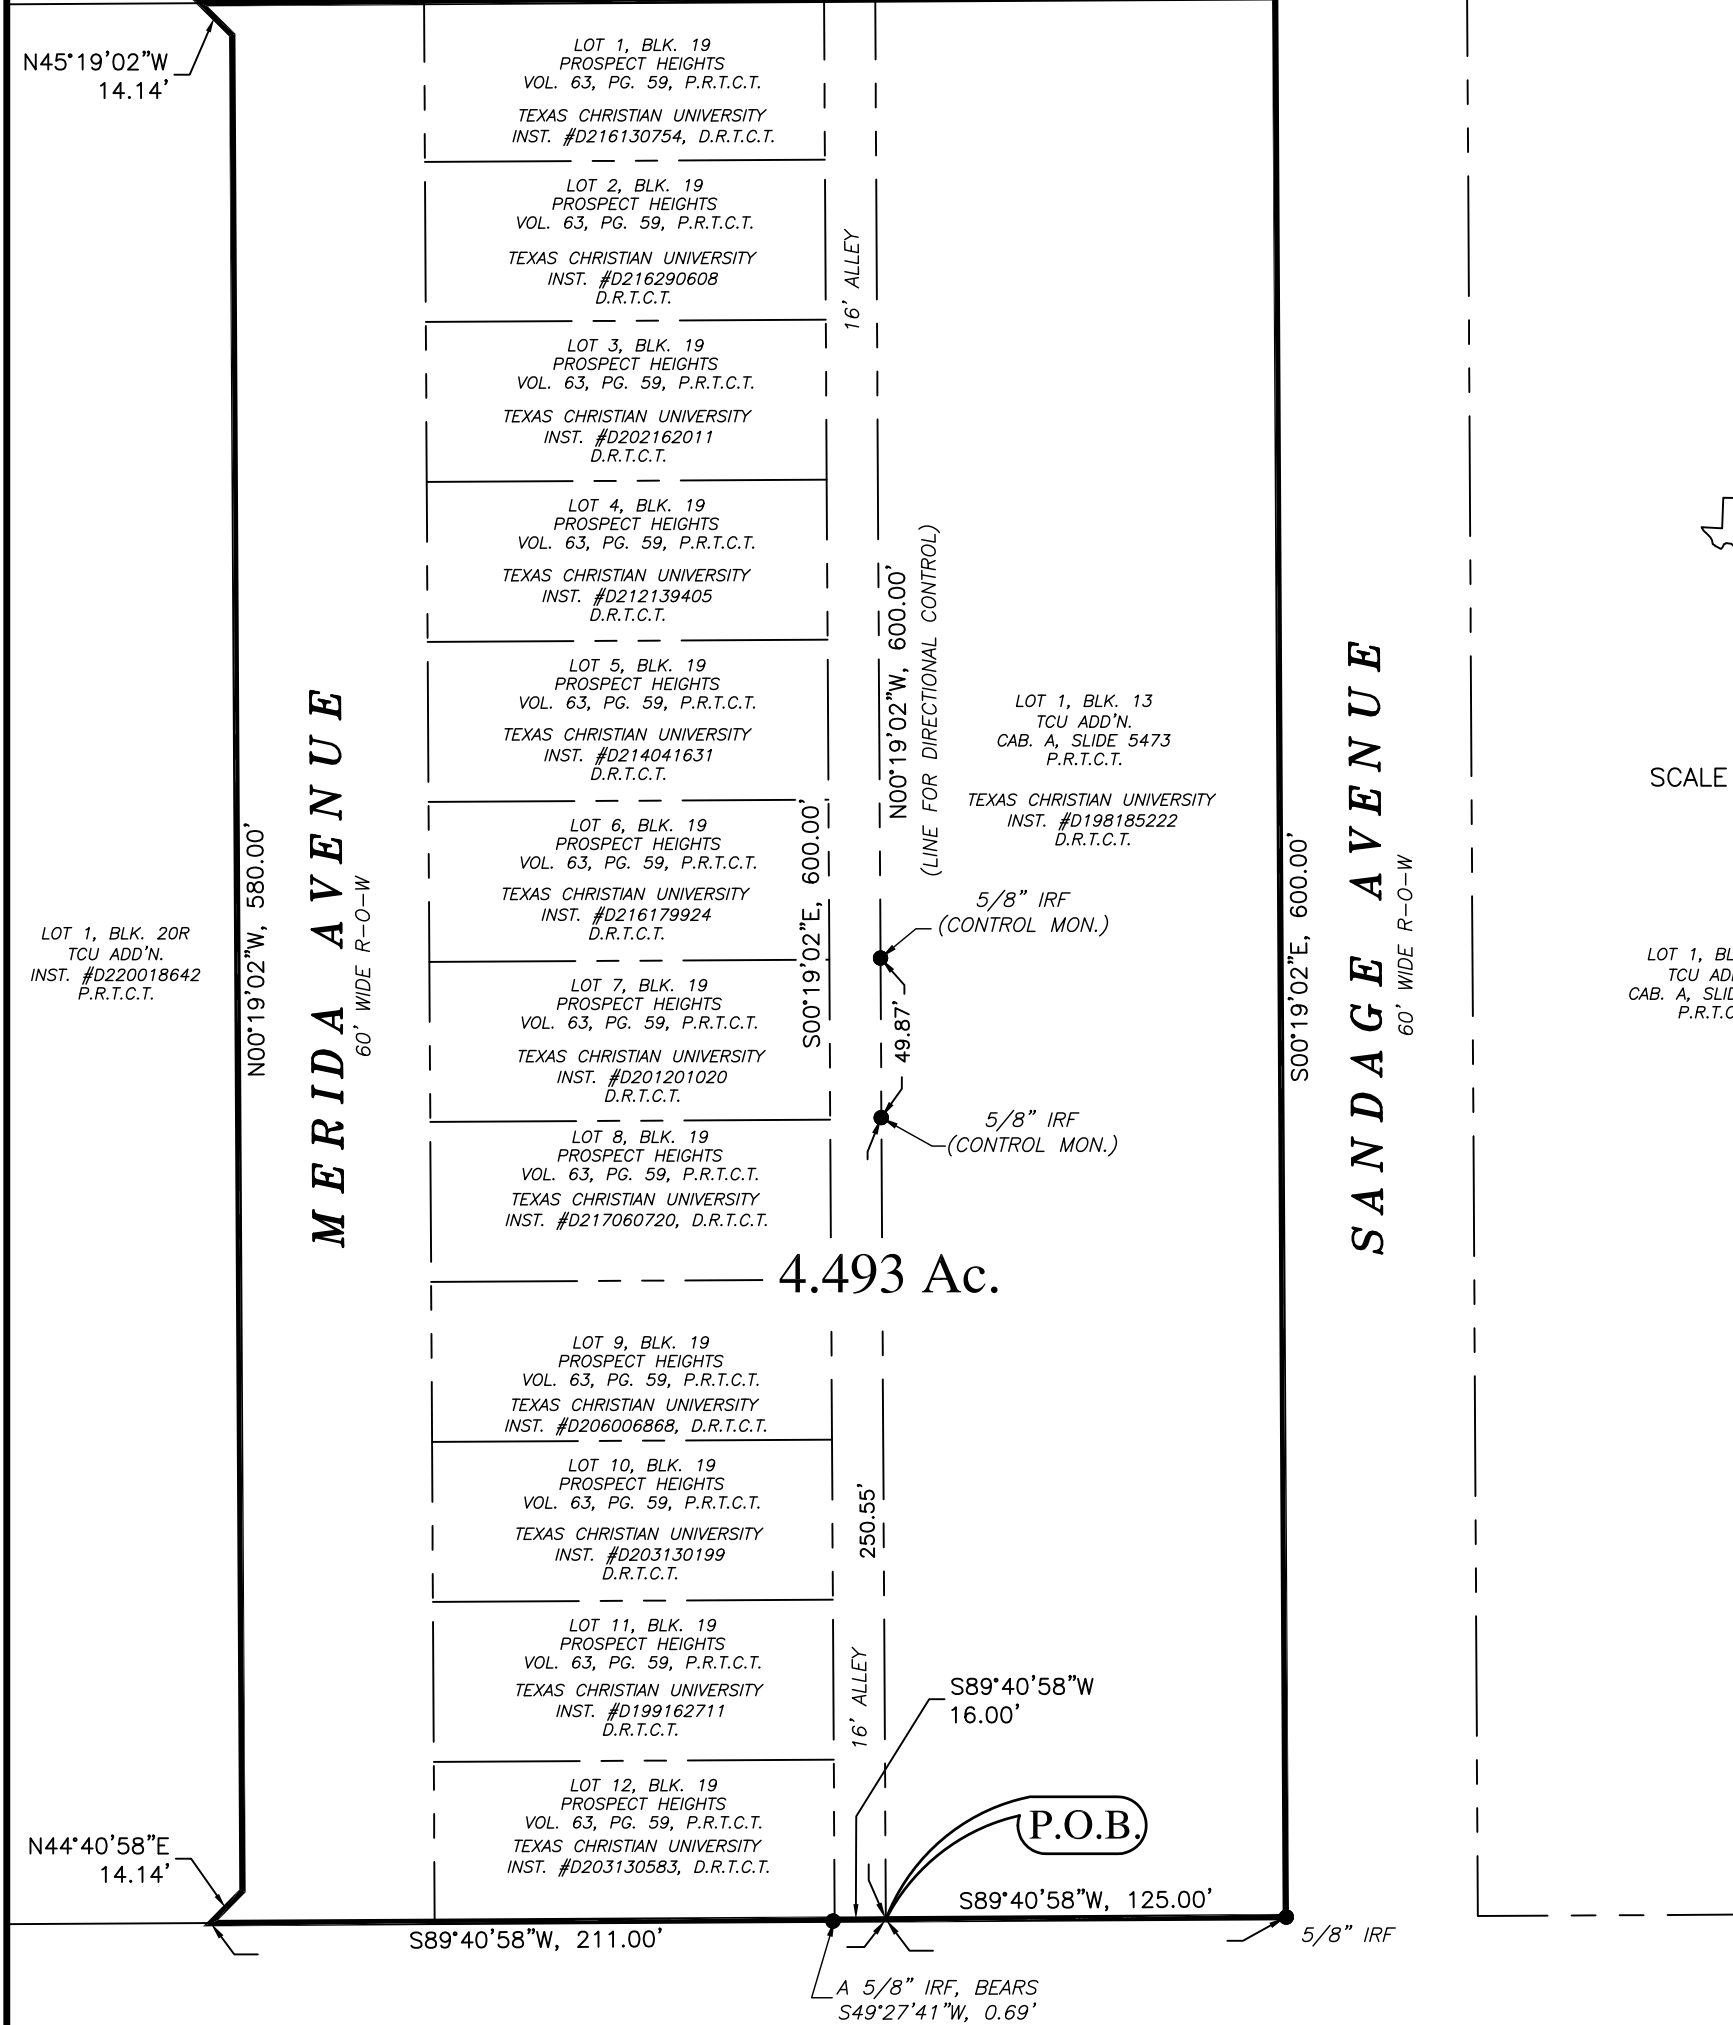 N45°19'02"W
14.14'
LOT 1, BLK. 19
PROSPECT HEIGHTS
VOL. 63, PG. 59, P.R.T.C.T.
TEXAS CHRISTIAN UNIVERSITY
INST. #D216130754, D.R.T.C.T.
LOT 2, BLK. 19
PROSPECT HEIGHTS
VOL. 63, PG. 59, P.R.T.C.T.
TEXAS CHRISTIAN UNIVERSITY
INST. #D216290608
D.R.T.C.T.
LOT 3, BLK. 19
PROSPECT HEIGHTS
VOL. 63, PG. 59, P.R.T.C.T.
TEXAS CHRISTIAN UNIVERSITY
INST. #D202162011
D.R.T.C.T.
LOT 4, BLK. 19
PROSPECT HEIGHTS
VOL. 63, PG. 59, P.R.T.C.T.
TEXAS CHRISTIAN UNIVERSITY
INST. #D212139405
D.R.T.C.T.
LOT 5, BLK. 19
PROSPECT HEIGHTS
VOL. 63, PG. 59, P.R.T.C.T.
TEXAS CHRISTIAN UNIVERSITY
INST. #D214041631
D.R.T.C.T.
LOT 6, BLK. 19
PROSPECT HEIGHTS
VOL. 63, PG. 59, P.R.T.C.T.
TEXAS CHRISTIAN UNIVERSITY
INST. #D216179924
D.R.T.C.T.
LOT 7, BLK. 19
PROSPECT HEIGHTS
VOL. 63, PG. 59, P.R.T.C.T.
TEXAS CHRISTIAN UNIVERSITY
INST. #D201201020
D.R.T.C.T.
LOT 8, BLK. 19
PROSPECT HEIGHTS
VOL. 63, PG. 59, P.R.T.C.T.
TEXAS CHRISTIAN UNIVERSITY
INST. #D217060720, D.R.T.C.T.
4.493 Ac.
LOT 9, BLK. 19
PROSPECT HEIGHTS
VOL. 63, PG. 59, P.R.T.C.T.
TEXAS CHRISTIAN UNIVERSITY
INST. #D206006868, D.R.T.C.T.
LOT 10, BLK. 19
PROSPECT HEIGHTS
VOL. 63, PG. 59, P.R.T.C.T.
TEXAS CHRISTIAN UNIVERSITY
INST. #D203130199
D.R.T.C.T.
LOT 11, BLK. 19
PROSPECT HEIGHTS
VOL. 63, PG. 59, P.R.T.C.T.
TEXAS CHRISTIAN UNIVERSITY
INST. #D199162711
D.R.T.C.T.
LOT 12, BLK. 19
PROSPECT HEIGHTS
VOL. 63, PG. 59, P.R.T.C.T.
TEXAS CHRISTIAN UNIVERSITY
INST. #D203130583, D.R.T.C.T.
16' ALLEY
N00°19'02"W, 600.00'
(LINE FOR DIRECTIONAL CONTROL)
S00°19'02"E, 600.00'
LOT 1, BLK. 13
TCU ADD'N.
CAB. A, SLIDE 5473
P.R.T.C.T.
TEXAS CHRISTIAN UNIVERSITY
INST. #D198185222
D.R.T.C.T.
5/8" IRF
(CONTROL MON.)
49.87'
5/8" IRF
(CONTROL MON.)
MERIDA AVENUE
60' WIDE R-O-W
N00°19'02"W, 580.00'
LOT 1, BLK. 20R
TCU ADD'N.
INST. #D220018642
P.R.T.C.T.
S00°19'02"E, 600.00'
SANDAGE AVENUE
60' WIDE R-O-W
SCALE
LOT 1, BL
TCU AD
CAB. A, SLID
P.R.T.C
250.55'
16' ALLEY
S89°40'58"W
16.00'
P.O.B.
S89°40'58"W, 125.00'
5/8" IRF
N44°40'58"E
14.14'
S89°40'58"W, 211.00'
A 5/8" IRF, BEARS
S49°27'41"W, 0.69'